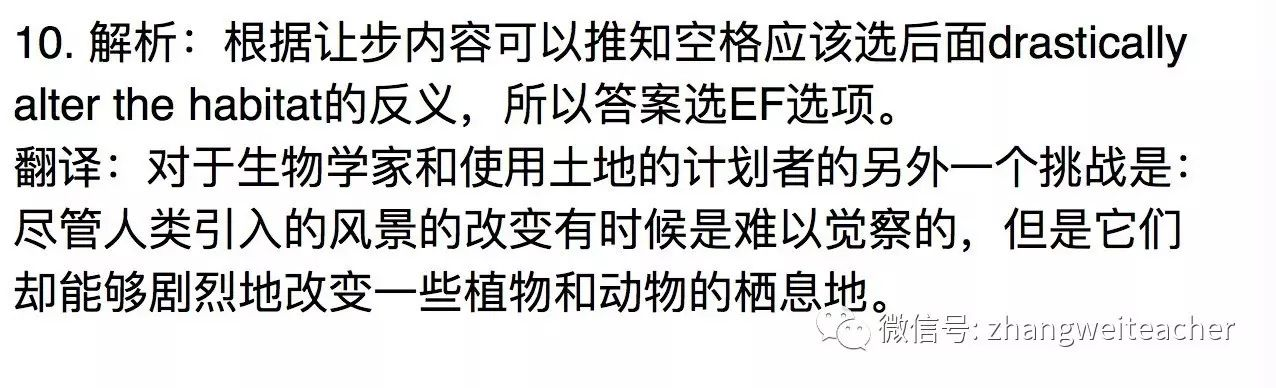 10. 解析：根据让步内容可以推知空格应该选后面drastically
alter the habitat的反义，所以答案选EF选项。
翻译：对于生物学家和使用土地的计划者的另外一个挑战是：
尽管人类引入的风景的改变有时候是难以觉察的，但是它们
却能够剧烈地改变一些植物和动物的栖息地。
微信号: zhangweiteacher